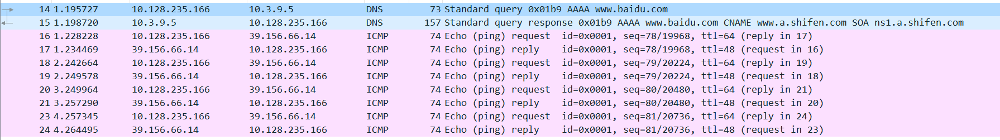 14 1.195727 10.128.235.166 10.3.9.5 DNS 73 Standard query 0x01b9 AAAA www.baidu.com
15 1.198720 10.3.9.5 10.128.235.166 DNS 157 Standard query response 0x01b9 AAAA www.baidu.com CNAME www.a.shifen.com SOA ns1.a.shifen.com
16 1.228228 10.128.235.166 39.156.66.14 ICMP 74 Echo (ping) request id=0x0001, seq=78/19968, ttl=64 (reply in 17)
17 1.234469 39.156.66.14 10.128.235.166 ICMP 74 Echo (ping) reply id=0x0001, seq=78/19968, ttl=48 (request in 16)
18 2.242664 10.128.235.166 39.156.66.14 ICMP 74 Echo (ping) request id=0x0001, seq=79/20224, ttl=64 (reply in 19)
19 2.249578 39.156.66.14 10.128.235.166 ICMP 74 Echo (ping) reply id=0x0001, seq=79/20224, ttl=48 (request in 18)
20 3.249964 10.128.235.166 39.156.66.14 ICMP 74 Echo (ping) request id=0x0001, seq=80/20480, ttl=64 (reply in 21)
21 3.257290 39.156.66.14 10.128.235.166 ICMP 74 Echo (ping) reply id=0x0001, seq=80/20480, ttl=48 (request in 20)
23 4.257345 10.128.235.166 39.156.66.14 ICMP 74 Echo (ping) request id=0x0001, seq=81/20736, ttl=64 (reply in 24)
24 4.264495 39.156.66.14 10.128.235.166 ICMP 74 Echo (ping) reply id=0x0001, seq=81/20736, ttl=48 (request in 23)